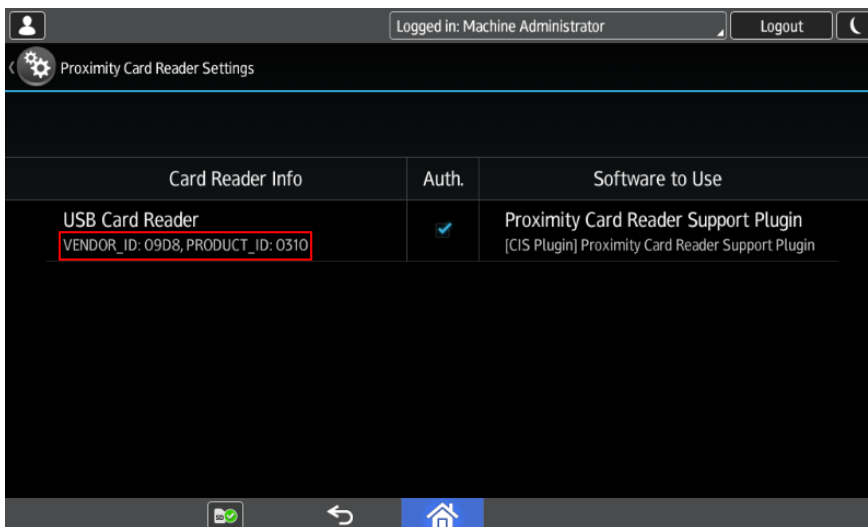 Logged in: Machine Administrator
Logout
Proximity Card Reader Settings
Card Reader Info
Auth.
Software to Use
USB Card Reader
VENDOR_ID: 09D8, PRODUCT_ID: 0310
Proximity Card Reader Support Plugin
[CIS Plugin] Proximity Card Reader Support Plugin
SD